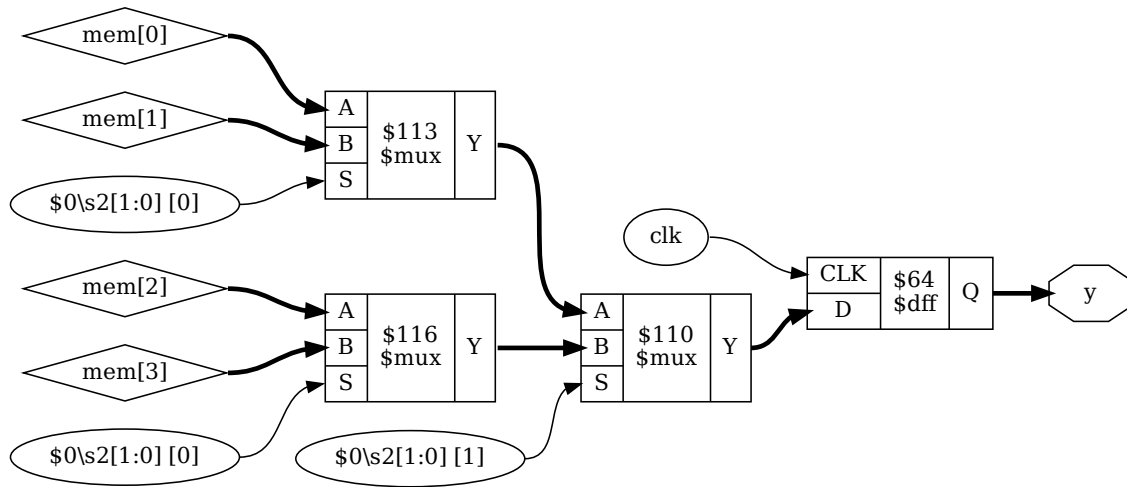 mem[0]
mem[1]
$0\s2[1:0] [0]
A
B
S
$113
$mux
Y
mem[2]
mem[3]
$0\s2[1:0] [0]
A
B
S
$116
$mux
Y
$0\s2[1:0] [1]
A
B
S
$110
$mux
Y
clk
CLK
D
$64
$dff
Q
y